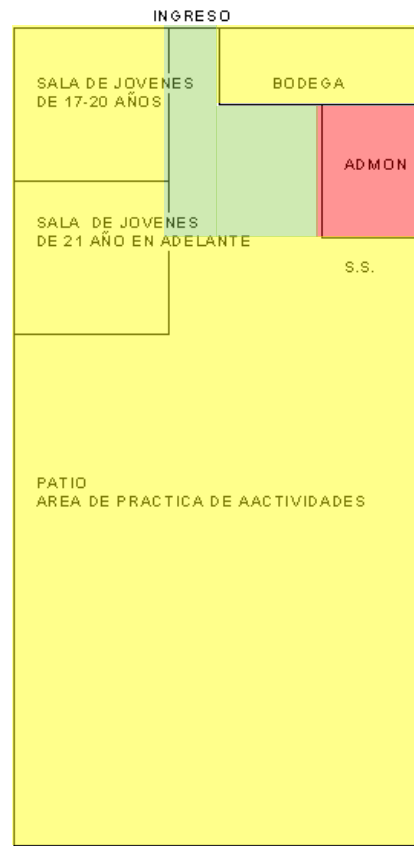 INGRESO
SALA DE JOVENES
DE 17-20 AÑOS
BODEGA
ADMON
SALA DE JOVENES
DE 21 AÑO EN ADELANTE
S.S.
PATIO
AREA DE PRACTICA DE AACTIVIDADES